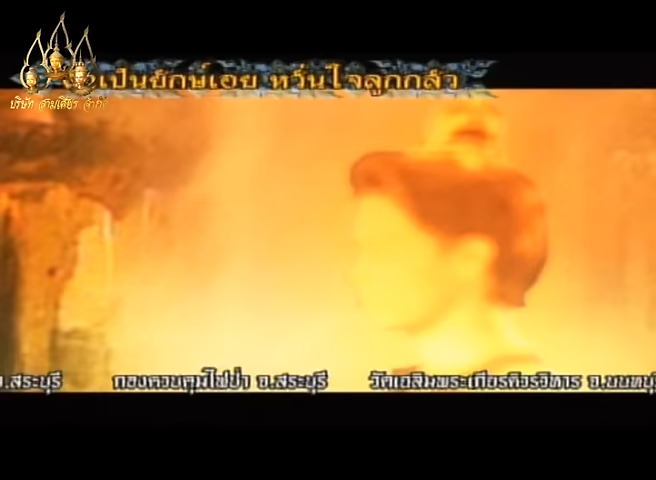 เป็นยักษ์เอย หวั่นใจลูกกลัว
บริษัท สามเศียร จำกัด
จ.สระบุรี กองควบคุมไฟป่า จ.สระบุรี วัดเฉลิมพระเกียรติวรวิหาร จ.นนทบุรี